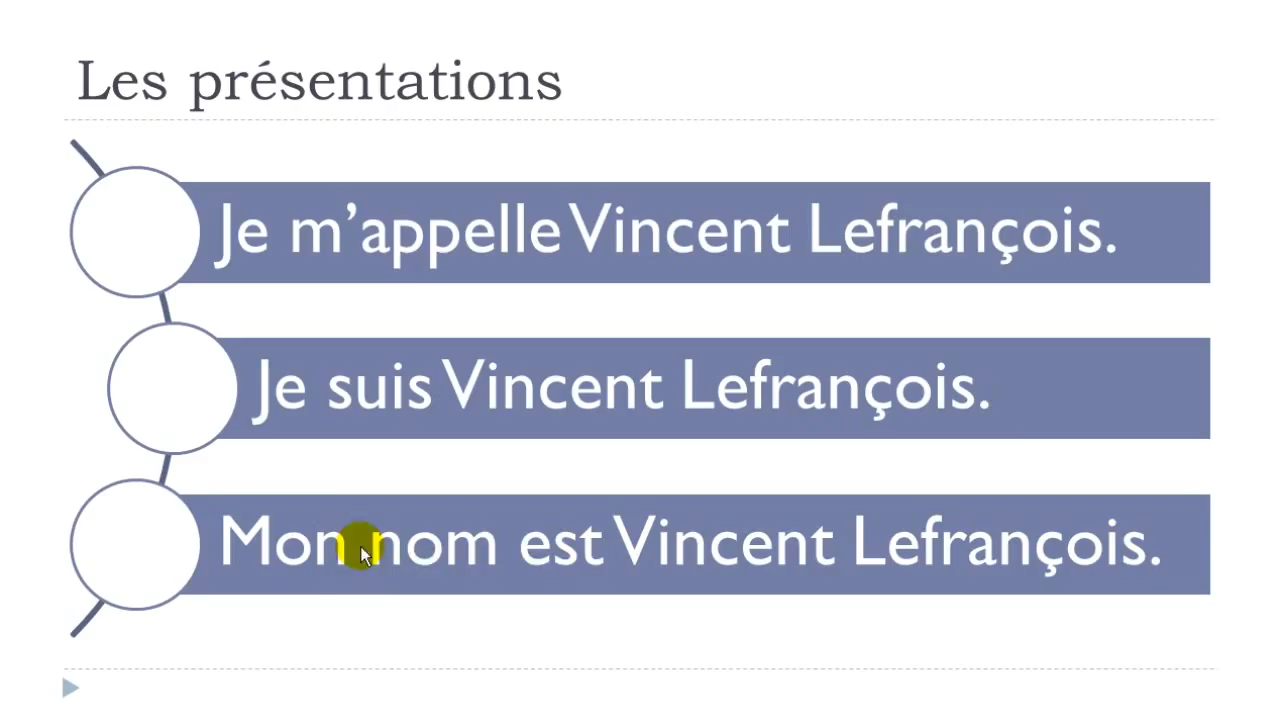 Les présentations
Je m’appelle Vincent Lefrançois.
Je suis Vincent Lefrançois.
Mon nom est Vincent Lefrançois.